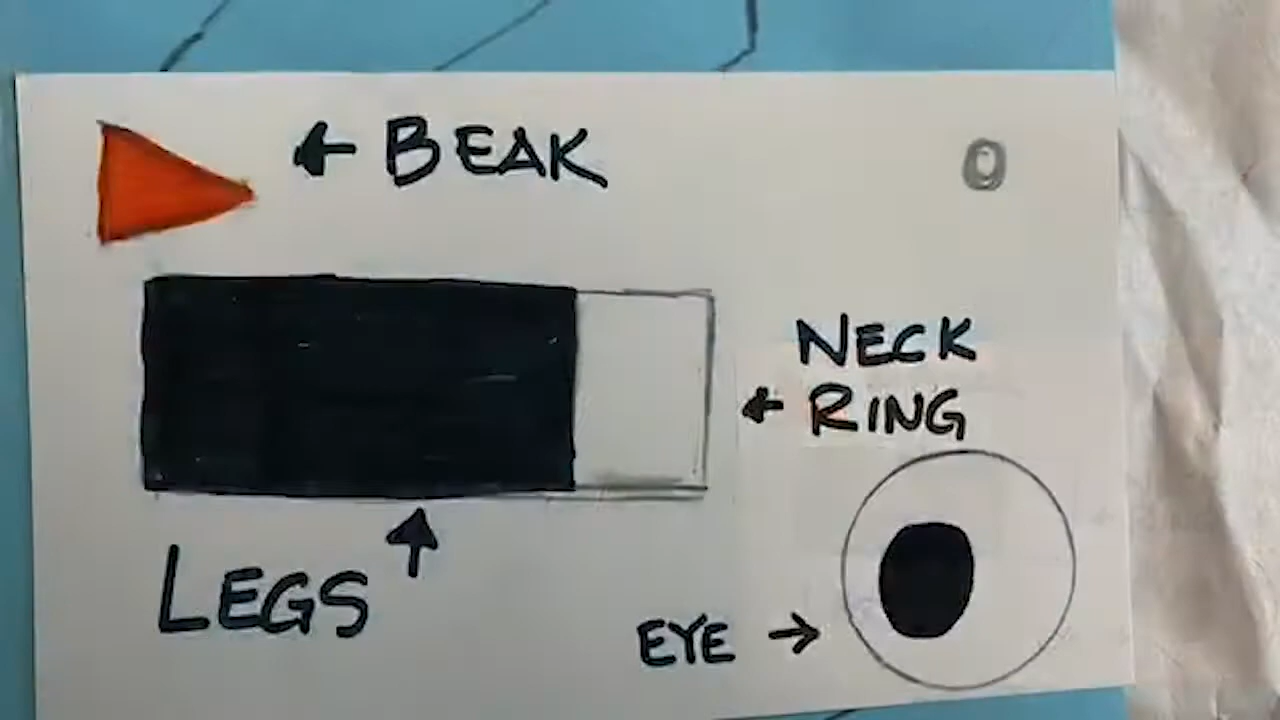 ← BEAK
0
NECK
← RING
LEGS
EYE →